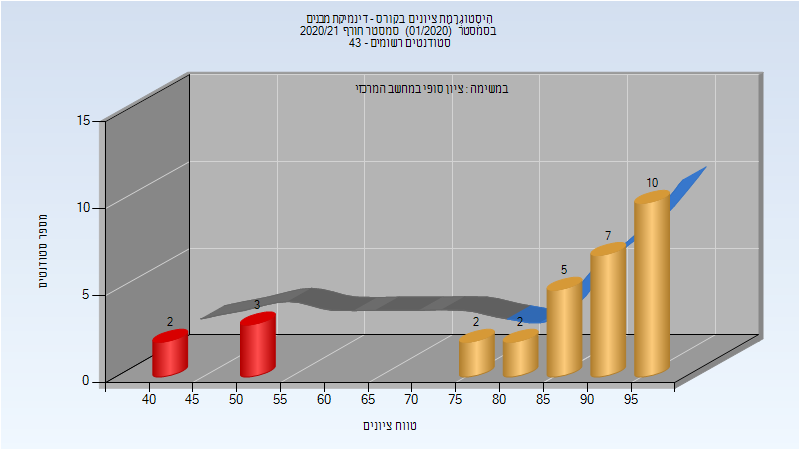 היסטוגרמת ציונים בקורס - דינמיקת מבנים
בסמסטר (01/2020) סמסטר חורף 2020/21
סטודנטים רשומים - 43
במשימה : ציון סופי במחשב המרכזי
מספר סטודנטים
15
10
5
0
2
3
2
2
5
7
10
40 45 50 55 60 65 70 75 80 85 90 95
טווח ציונים